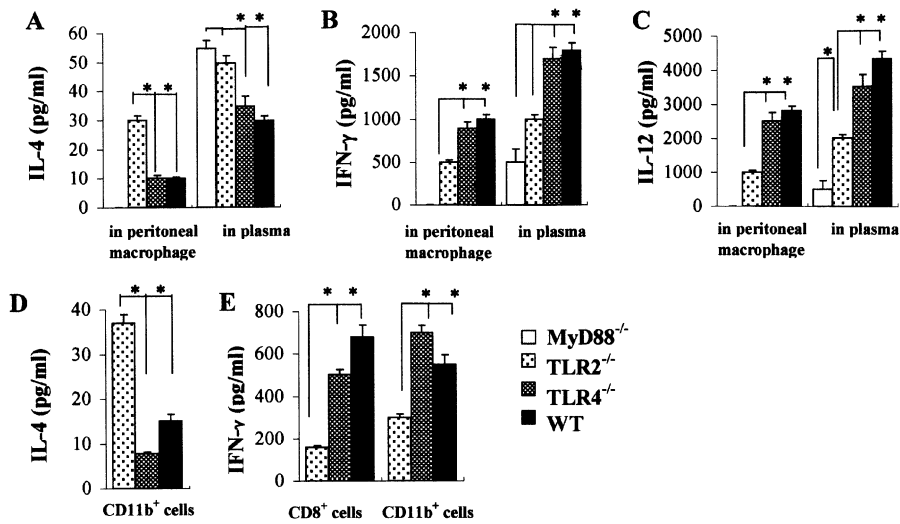 A
IL-4 (pg/ml)
60
50
40
30
20
10
0
* *
* *
in peritoneal
macrophage
in plasma
B
IFN-γ (pg/ml)
2000
1500
1000
500
0
* *
* *
in peritoneal
macrophage
in plasma
C
IL-12 (pg/ml)
5000
4000
3000
2000
1000
0
* *
*
* *
in peritoneal
macrophage
in plasma
D
IL-4 (pg/ml)
40
30
20
10
0
* *
CD11b⁺ cells
E
IFN-γ (pg/ml)
800
600
400
200
0
* *
* *
CD8⁺ cells
CD11b⁺ cells
MyD88⁻/⁻
TLR2⁻/⁻
TLR4⁻/⁻
WT